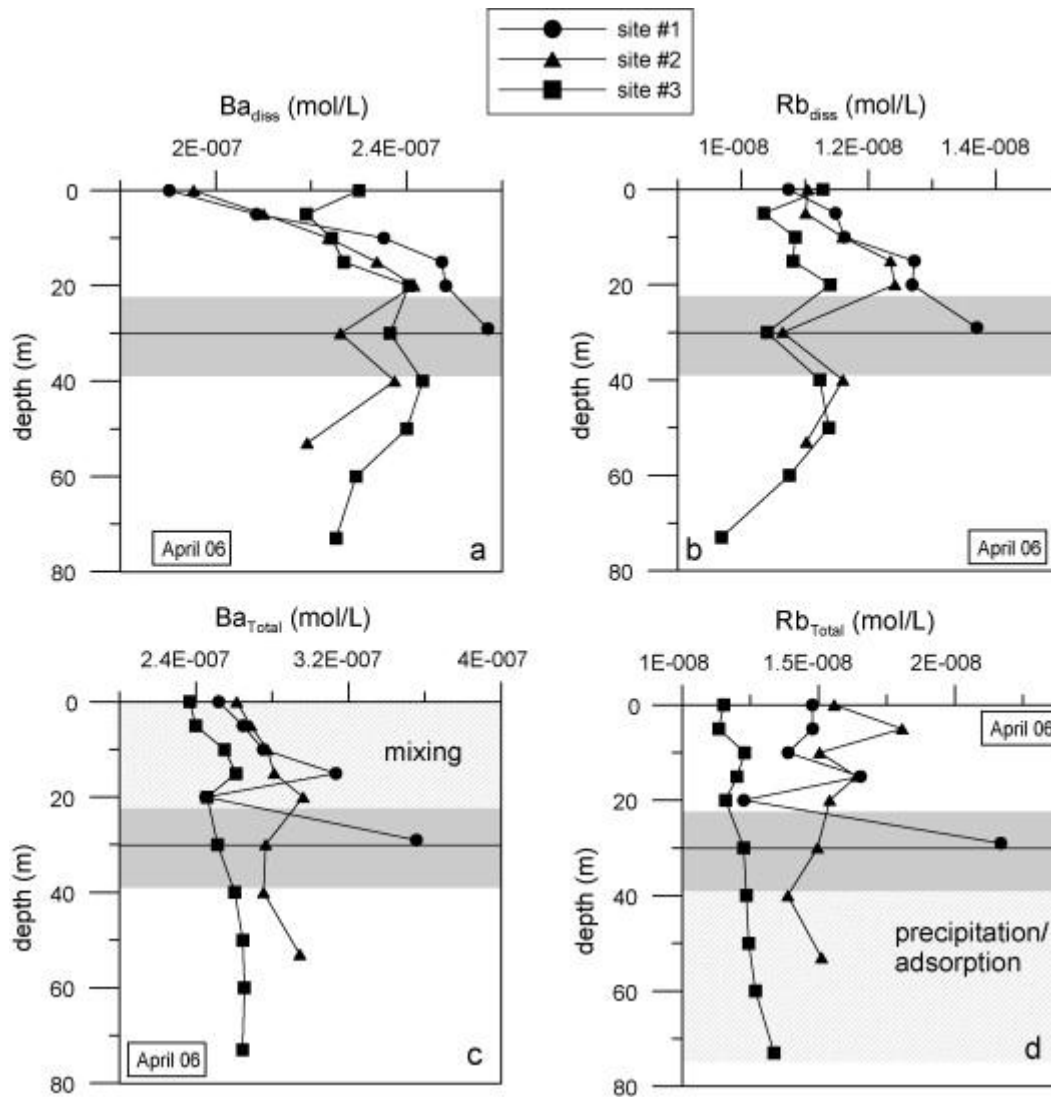 site #1
site #2
site #3
Ba_diss (mol/L)
2E-007 2.4E-007
0
20
40
60
80
depth (m)
April 06
a
Rb_diss (mol/L)
1E-008 1.2E-008 1.4E-008
0
20
40
60
80
depth (m)
b
April 06
Ba_Total (mol/L)
2.4E-007 3.2E-007 4E-007
0
20
40
60
80
depth (m)
mixing
April 06
c
Rb_Total (mol/L)
1E-008 1.5E-008 2E-008
0
20
40
60
80
depth (m)
April 06
precipitation/
adsorption
d